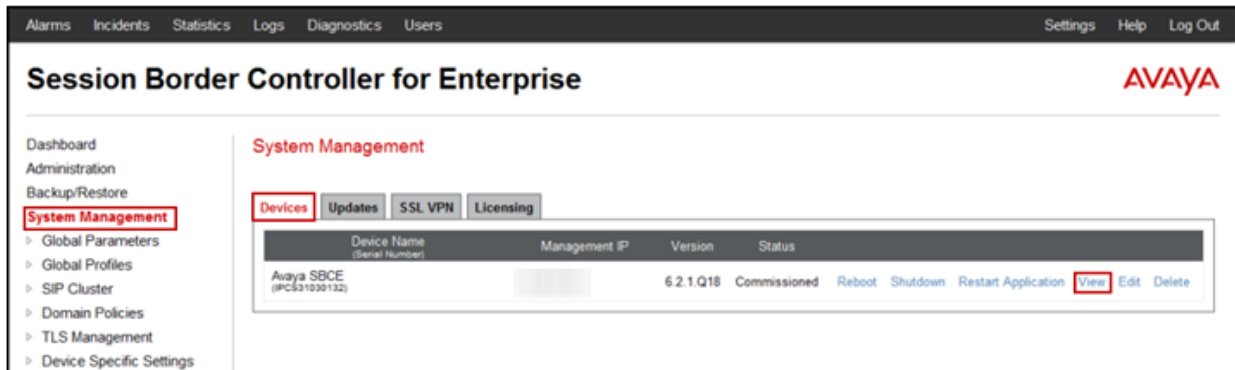 Alarms Incidents Statistics Logs Diagnostics Users Settings Help Log Out
Session Border Controller for Enterprise
AVAYA
Dashboard
Administration
Backup/Restore
System Management
Global Parameters
Global Profiles
SIP Cluster
Domain Policies
TLS Management
Device Specific Settings
System Management
Devices Updates SSL VPN Licensing
Device Name Management IP Version Status
(Serial Number)
Avaya SBCE 6.2.1.Q18 Commissioned Reboot Shutdown Restart Application View Edit Delete
(IPCS31030132)